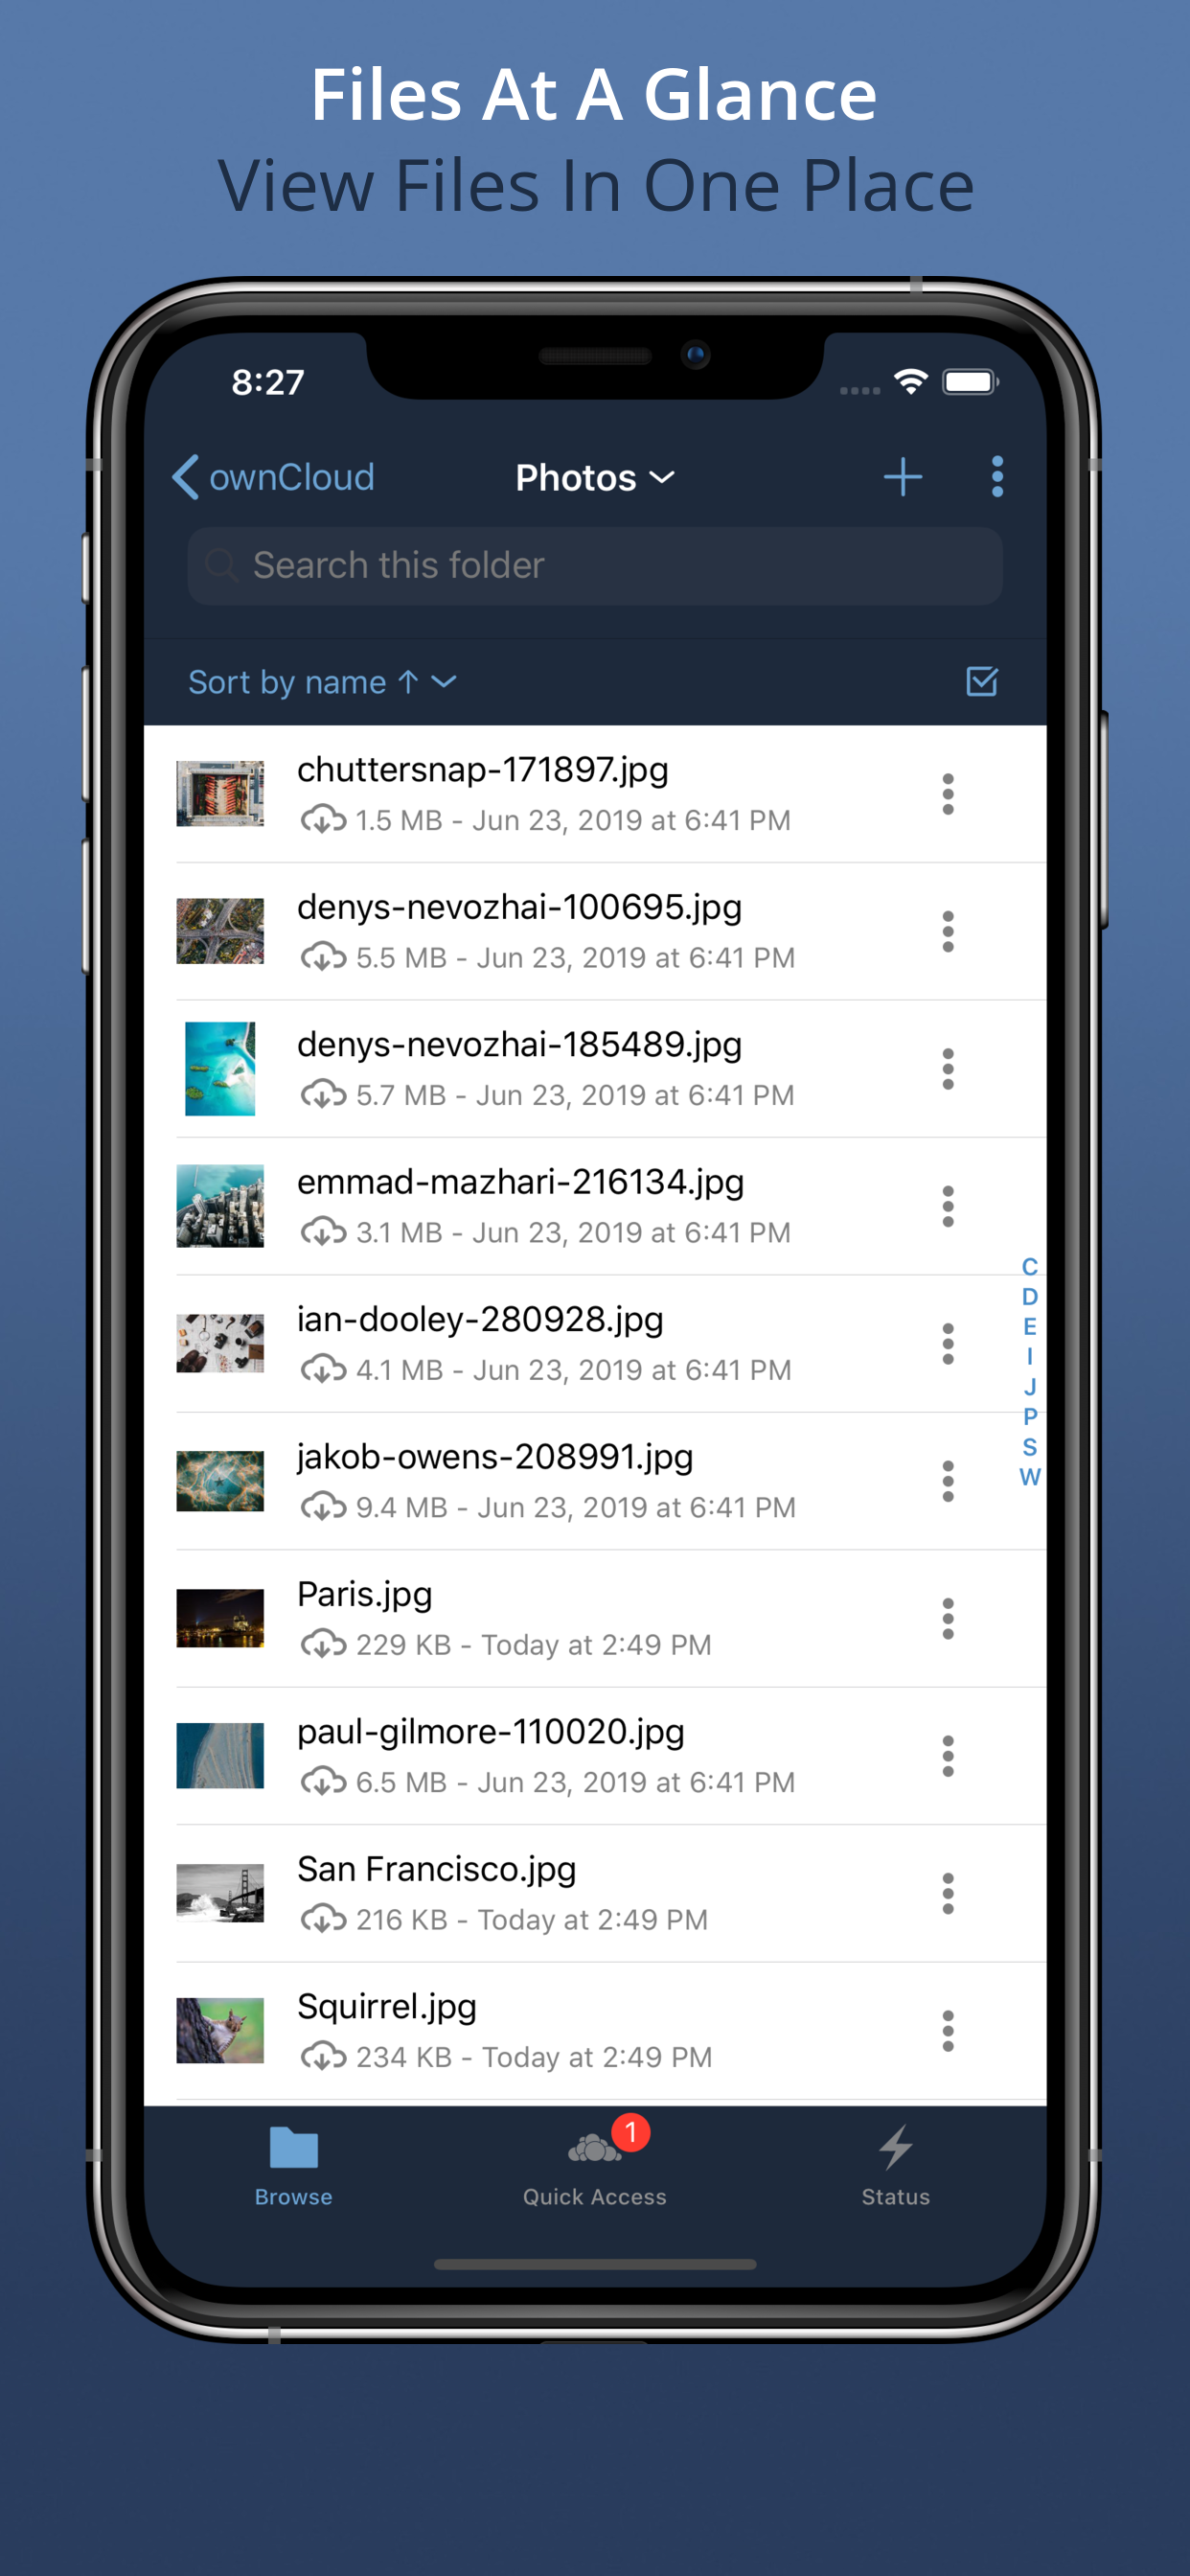 Files At A Glance
View Files In One Place
8:27
ownCloud
Photos
Search this folder
Sort by name ↑
chuttersnap-171897.jpg
1.5 MB - Jun 23, 2019 at 6:41 PM
denys-nevozhai-100695.jpg
5.5 MB - Jun 23, 2019 at 6:41 PM
denys-nevozhai-185489.jpg
5.7 MB - Jun 23, 2019 at 6:41 PM
emmad-mazhari-216134.jpg
3.1 MB - Jun 23, 2019 at 6:41 PM
ian-dooley-280928.jpg
4.1 MB - Jun 23, 2019 at 6:41 PM
jakob-owens-208991.jpg
9.4 MB - Jun 23, 2019 at 6:41 PM
Paris.jpg
229 KB - Today at 2:49 PM
paul-gilmore-110020.jpg
6.5 MB - Jun 23, 2019 at 6:41 PM
San Francisco.jpg
216 KB - Today at 2:49 PM
Squirrel.jpg
234 KB - Today at 2:49 PM
C
D
E
I
J
P
S
W
1
Browse
Quick Access
Status